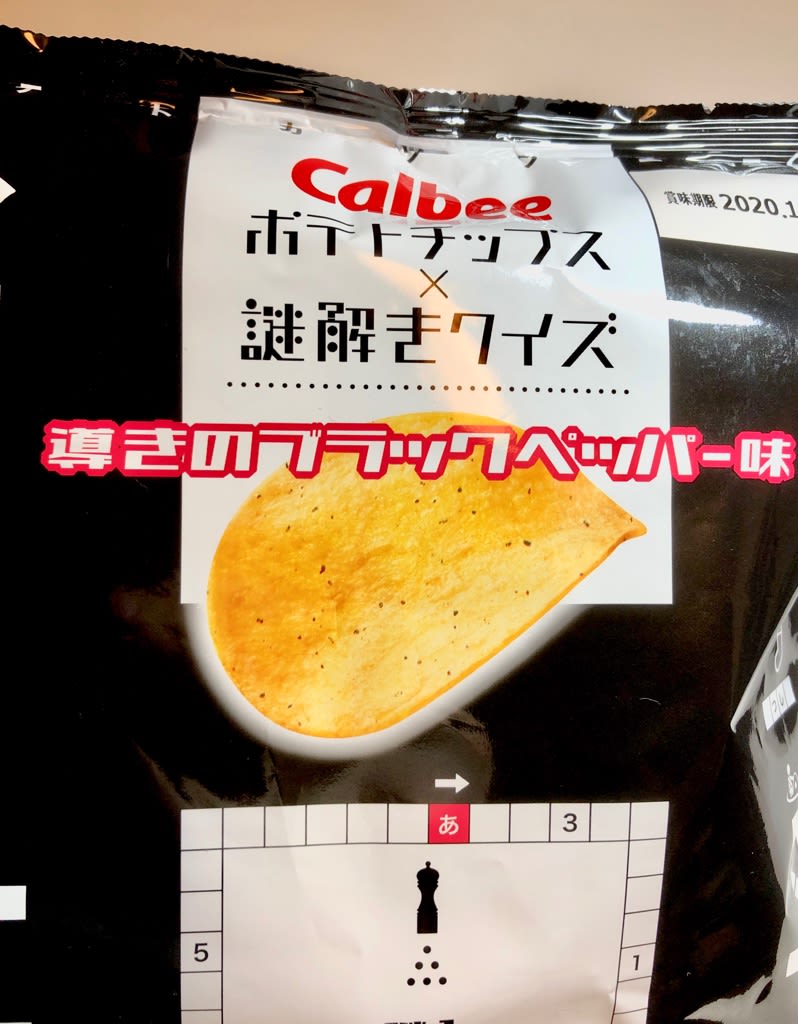 Calbee
ポテトチップス
×
謎解きクイズ
賞味期限 2020.1
導きのブラックペッパー味
→
あ 3
5
1